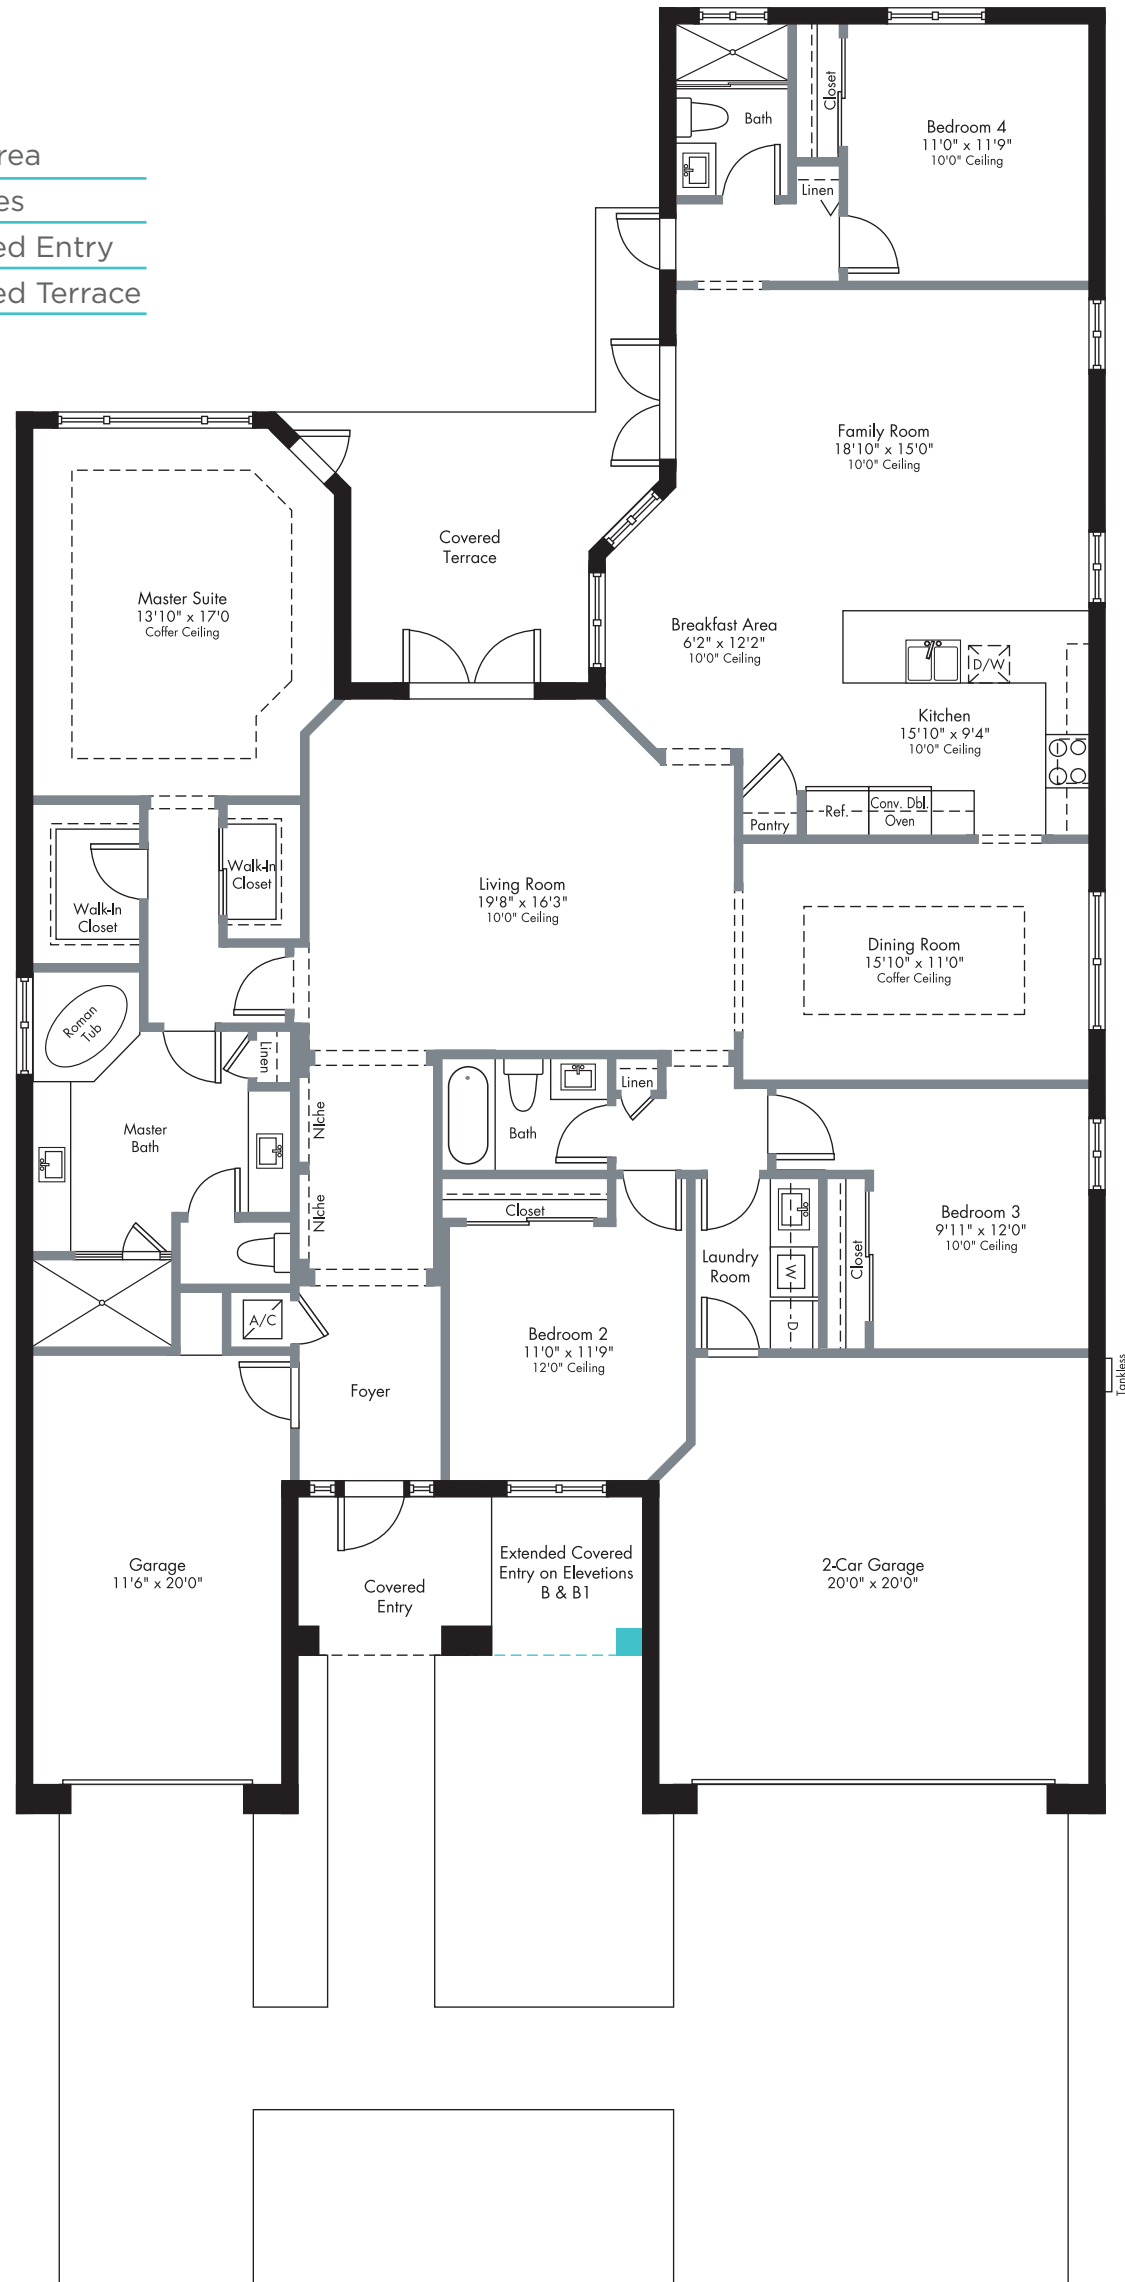 rea
es
ed Entry
ed Terrace
Bath
Closet
Linen
Bedroom 4
11'0" x 11'9"
10'0" Ceiling
Family Room
18'10" x 15'0"
10'0" Ceiling
Covered
Terrace
Master Suite
13'10" x 17'0
Coffer Ceiling
Breakfast Area
6'2" x 12'2"
10'0" Ceiling
D/W
Kitchen
15'10" x 9'4"
10'0" Ceiling
Pantry
Ref.
Conv. Dbl.
Oven
Walk-In
Closet
Walk-In
Closet
Living Room
19'8" x 16'3"
10'0" Ceiling
Dining Room
15'10" x 11'0"
Coffer Ceiling
Roman
Tub
Linen
Master
Bath
Niche
Niche
Bath
Linen
Closet
Bedroom 3
9'11" x 12'0"
10'0" Ceiling
Closet
Laundry
Room
W
D
A/C
Bedroom 2
11'0" x 11'9"
12'0" Ceiling
Foyer
Tankless
Garage
11'6" x 20'0"
Covered
Entry
Extended Covered
Entry on Elevetions
B & B1
2-Car Garage
20'0" x 20'0"